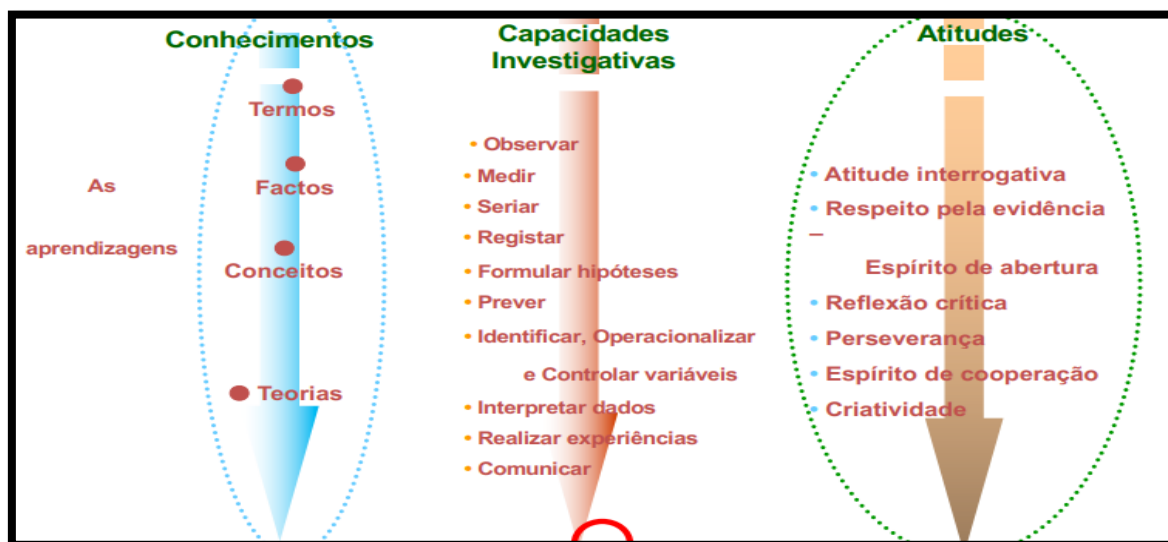 Conhecimentos
Termos
Factos
Conceitos
Teorias
As
aprendizagens
Capacidades
Investigativas
• Observar
• Medir
• Seriar
• Registar
• Formular hipóteses
• Prever
• Identificar, Operacionalizar
e Controlar variáveis
• Interpretar dados
• Realizar experiências
• Comunicar
Atitudes
• Atitude interrogativa
• Respeito pela evidência
–
Espírito de abertura
• Reflexão crítica
• Perseverança
• Espírito de cooperação
• Criatividade